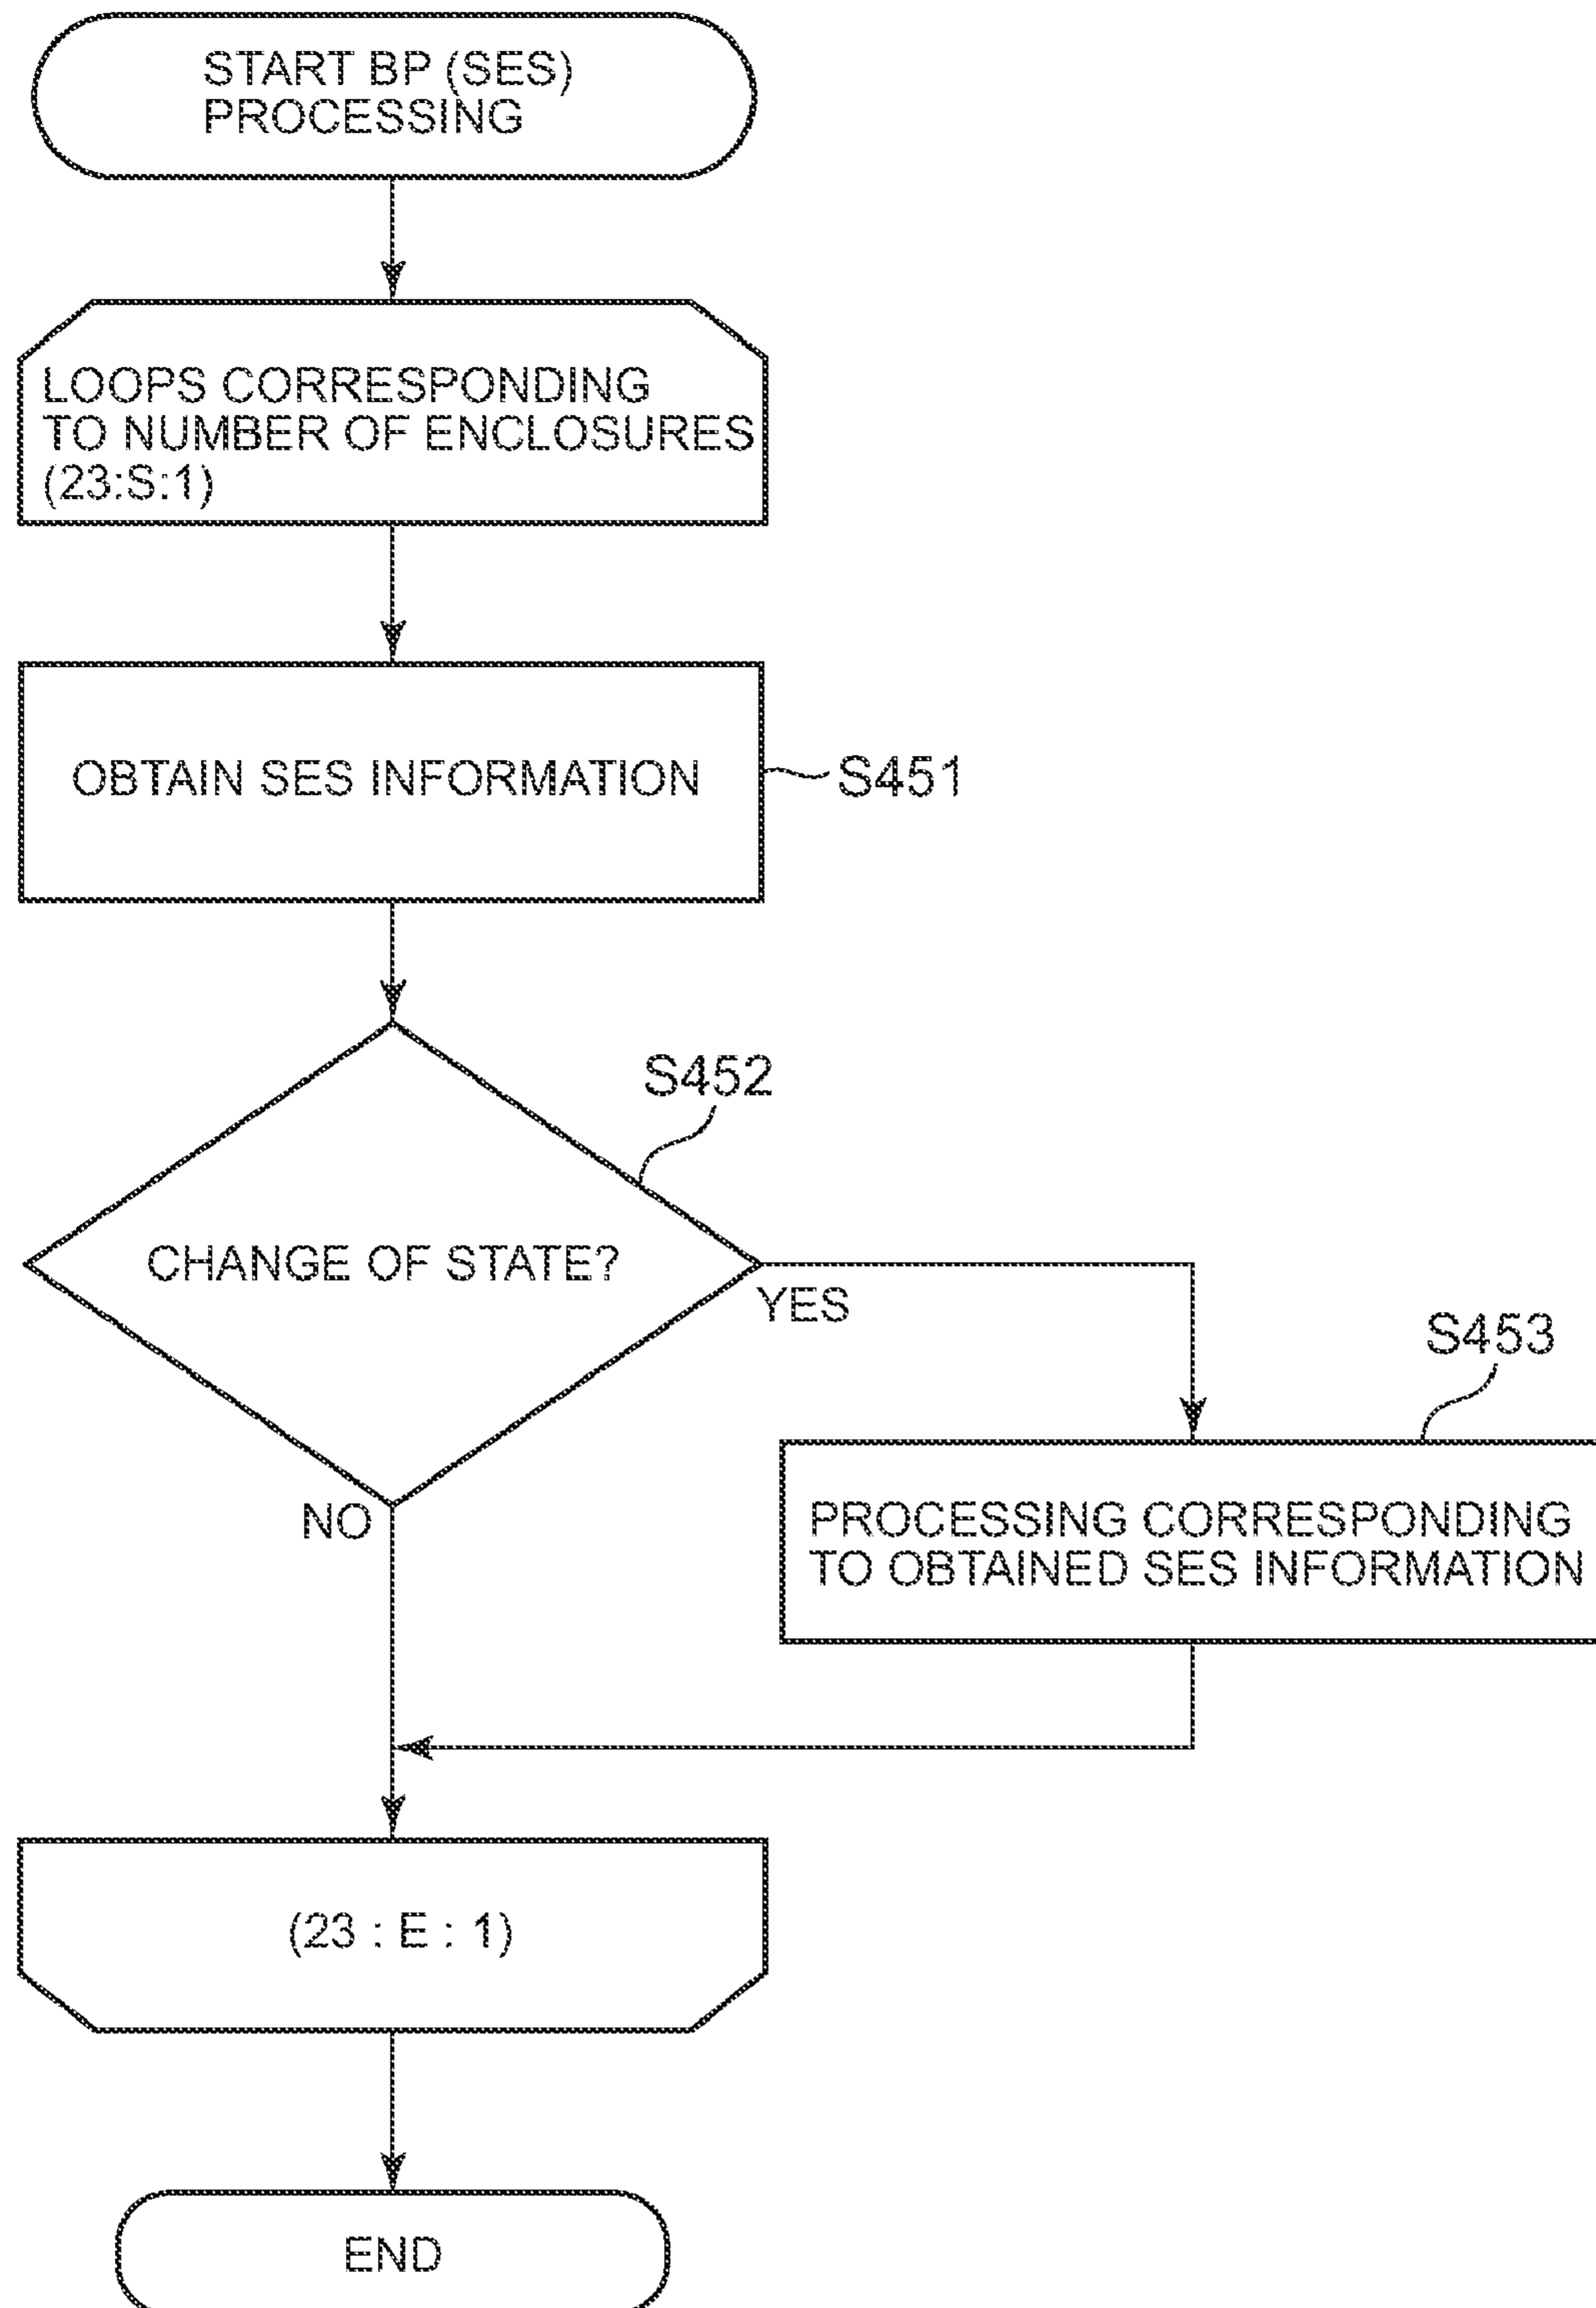 START BP (SES)
PROCESSING
LOOPS CORRESPONDING
TO NUMBER OF ENCLOSURES
(23:S:1)
OBTAIN SES INFORMATION
S451
S452
CHANGE OF STATE?
YES
S453
NO
PROCESSING CORRESPONDING
TO OBTAINED SES INFORMATION
(23 : E : 1)
END